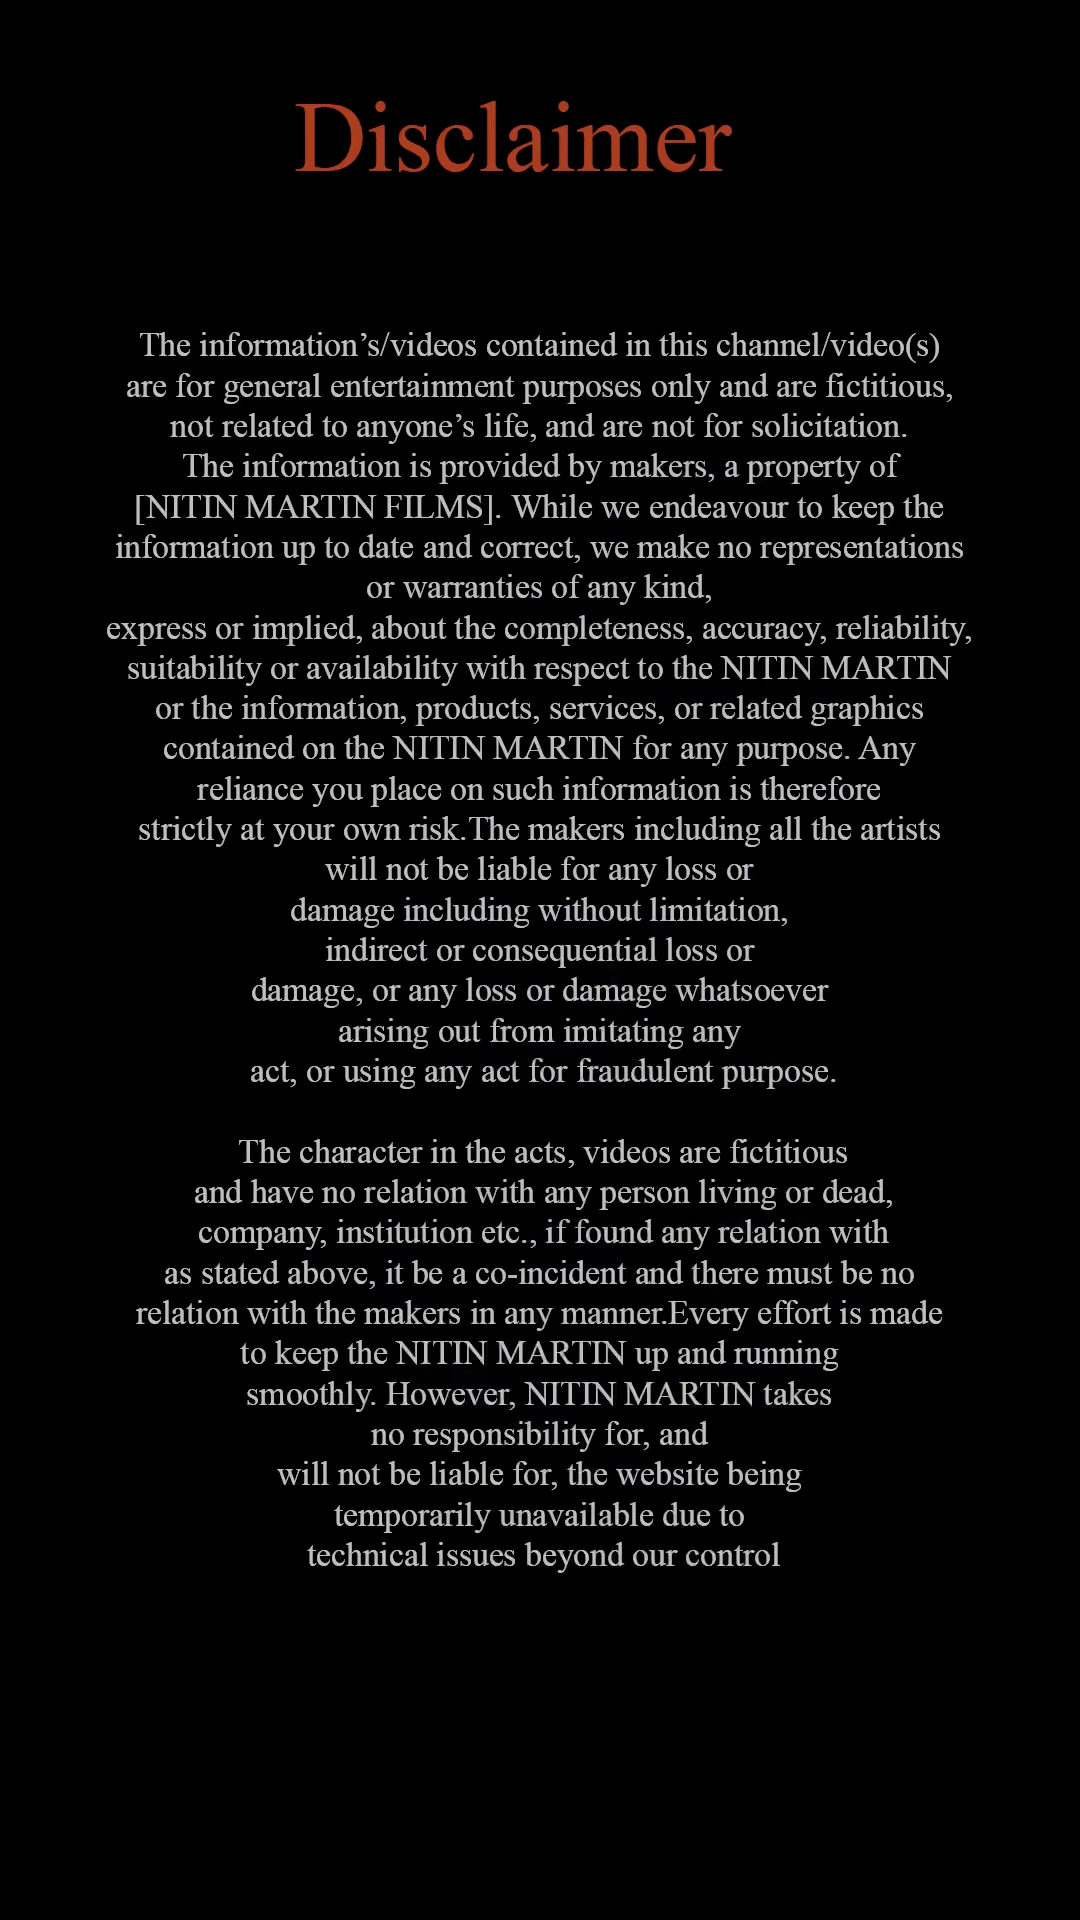 Disclaimer
The information’s/videos contained in this channel/video(s)
are for general entertainment purposes only and are fictitious,
not related to anyone’s life, and are not for solicitation.
The information is provided by makers, a property of
[NITIN MARTIN FILMS]. While we endeavour to keep the
information up to date and correct, we make no representations
or warranties of any kind,
express or implied, about the completeness, accuracy, reliability,
suitability or availability with respect to the NITIN MARTIN
or the information, products, services, or related graphics
contained on the NITIN MARTIN for any purpose. Any
reliance you place on such information is therefore
strictly at your own risk.The makers including all the artists
will not be liable for any loss or
damage including without limitation,
indirect or consequential loss or
damage, or any loss or damage whatsoever
arising out from imitating any
act, or using any act for fraudulent purpose.
The character in the acts, videos are fictitious
and have no relation with any person living or dead,
company, institution etc., if found any relation with
as stated above, it be a co-incident and there must be no
relation with the makers in any manner.Every effort is made
to keep the NITIN MARTIN up and running
smoothly. However, NITIN MARTIN takes
no responsibility for, and
will not be liable for, the website being
temporarily unavailable due to
technical issues beyond our control